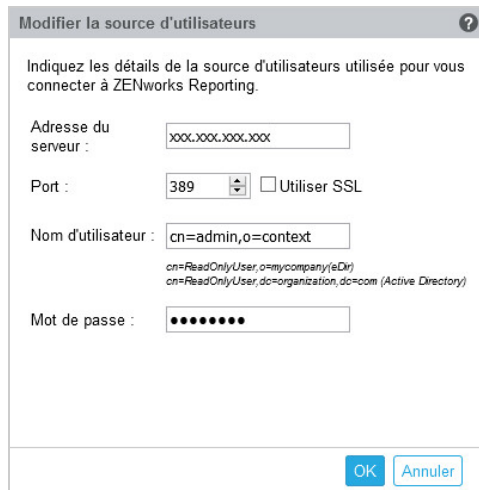 Modifier la source d'utilisateurs
Indiquez les détails de la source d'utilisateurs utilisée pour vous
connecter à ZENworks Reporting.
Adresse du
serveur :
xxx.xxx.xxx.xxx
Port :
389
Utiliser SSL
Nom d'utilisateur :
cn=admin,o=context
cn=ReadOnlyUser,o=mycompany(eDir)
cn=ReadOnlyUser,dc=organization,dc=com (Active Directory)
Mot de passe :
●●●●●●●●
OK
Annuler